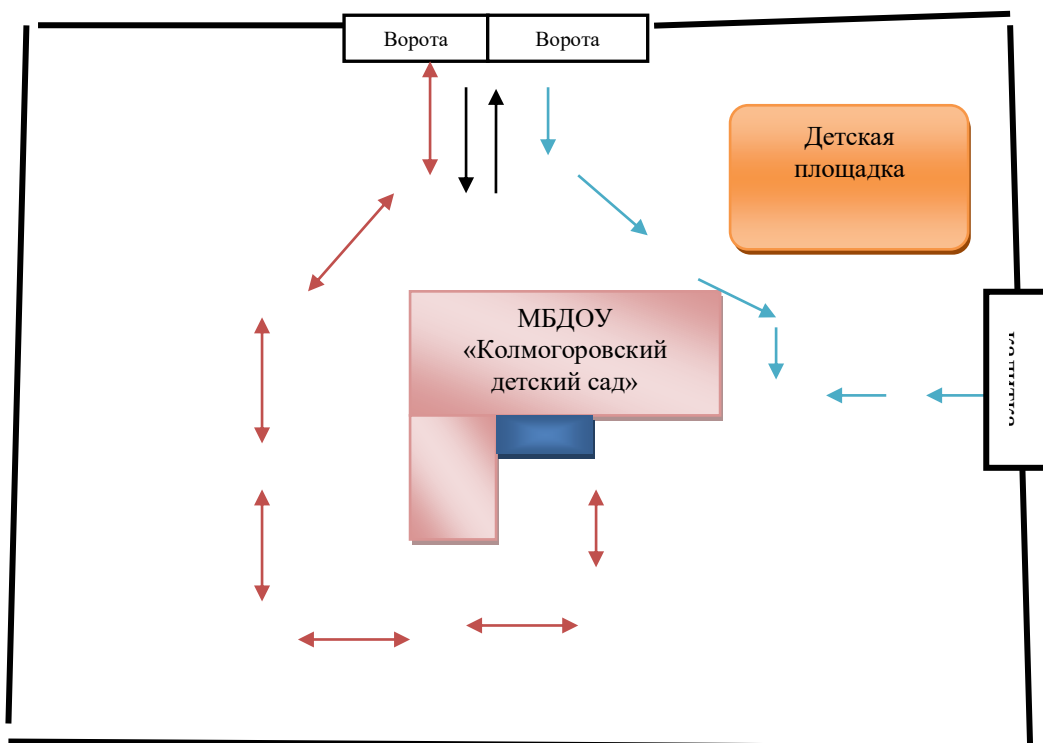 Ворота
Ворота
Детская
площадка
МБДОУ
«Колмогоровский
детский сад»